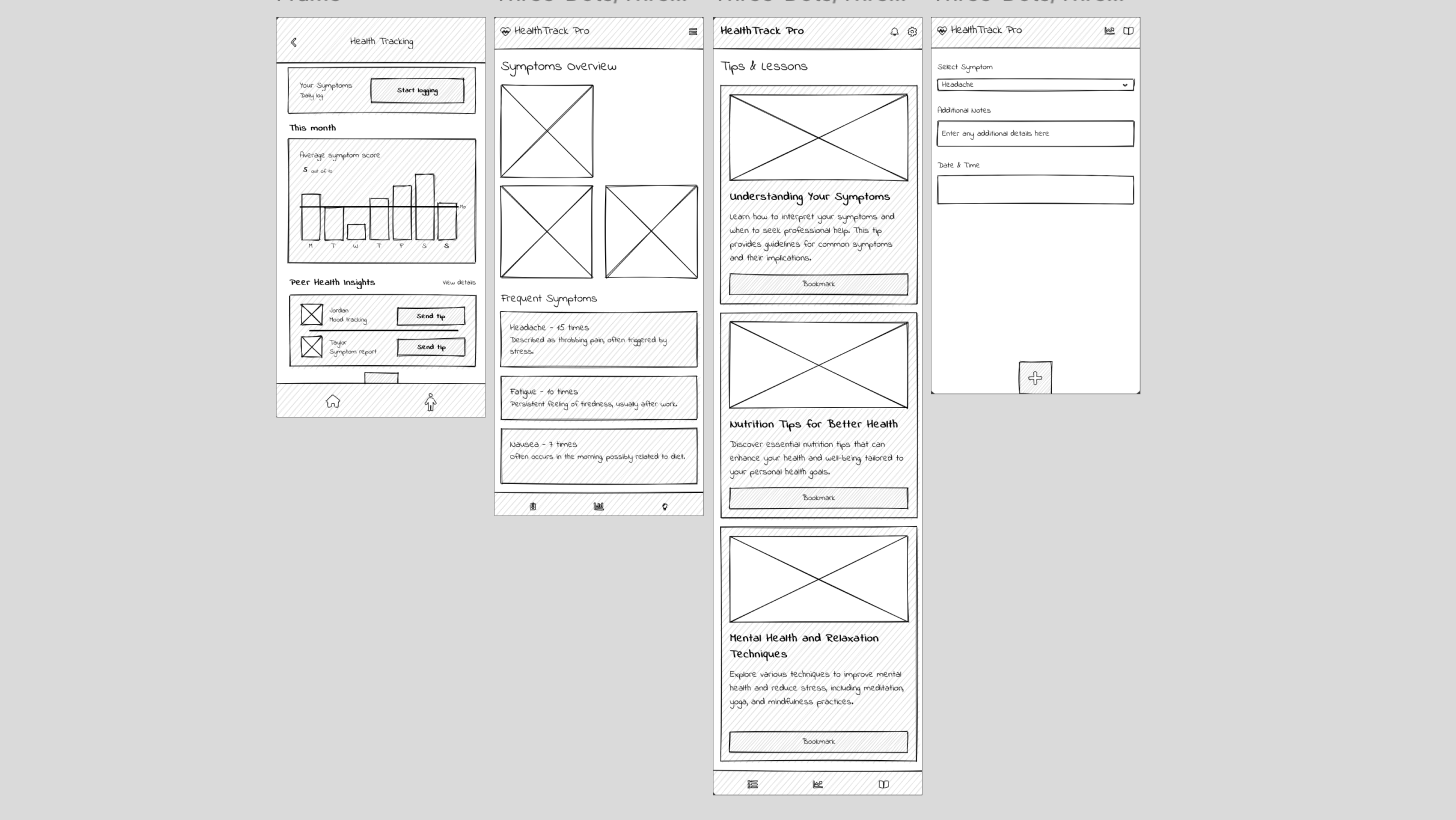 Health Tracking
Your Symptoms
Daily log
Start logging
This month
Average symptom score
5 out of 10
M T W T F S S
Peer Health Insights
View details
Jordan
Mood tracking
Send tip
Taylor
Symptom report
Send tip
HealthTrack Pro
Symptoms Overview
Frequent Symptoms
Headache - 15 times
Described as throbbing pain, often triggered by
stress.
Fatigue - 10 times
Persistent feeling of tiredness, usually after work.
Nausea - 7 times
Often occurs in the morning, possibly related to diet.
HealthTrack Pro
Tips & Lessons
Understanding Your Symptoms
Learn how to interpret your symptoms and
when to seek professional help. This tip
provides guidelines for common symptoms
and their implications.
Bookmark
Nutrition Tips for Better Health
Discover essential nutrition tips that can
enhance your health and well-being, tailored to
your personal health goals.
Bookmark
Mental Health and Relaxation
Techniques
Explore various techniques to improve mental
health and reduce stress, including meditation,
yoga, and mindfulness practices.
Bookmark
HealthTrack Pro
Select Symptom
Headache
Additional Notes
Enter any additional details here
Date & Time